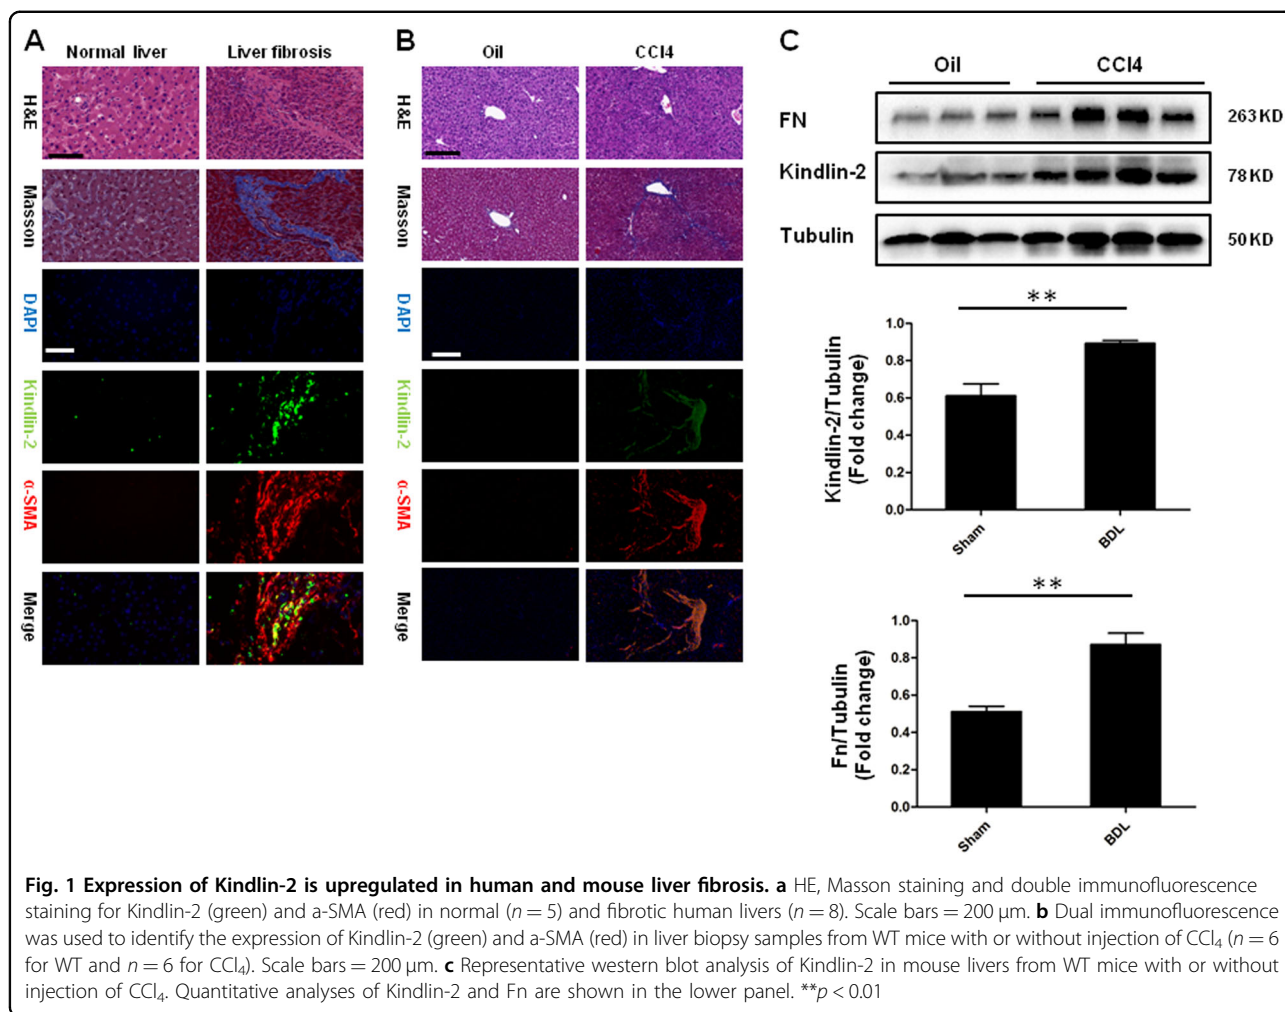 A
Normal liver Liver fibrosis
H&E
Masson
DAPI
Kindlin-2
α-SMA
Merge
B
Oil CCl4
H&E
Masson
DAPI
Kindlin-2
α-SMA
Merge
C
Oil CCl4
FN 263 KD
Kindlin-2 78 KD
Tubulin 50 KD
**
Kindlin-2/Tubulin
(Fold change)
1.0
0.8
0.6
0.4
0.2
0.0
Sham BDL
**
Fn/Tubulin
(Fold change)
1.0
0.8
0.6
0.4
0.2
0.0
Sham BDL
Fig. 1 Expression of Kindlin-2 is upregulated in human and mouse liver fibrosis. a HE, Masson staining and double immunofluorescence
staining for Kindlin-2 (green) and a-SMA (red) in normal (n = 5) and fibrotic human livers (n = 8). Scale bars = 200 μm. b Dual immunofluorescence
was used to identify the expression of Kindlin-2 (green) and a-SMA (red) in liver biopsy samples from WT mice with or without injection of CCl₄ (n = 6
for WT and n = 6 for CCl₄). Scale bars = 200 μm. c Representative western blot analysis of Kindlin-2 in mouse livers from WT mice with or without
injection of CCl₄. Quantitative analyses of Kindlin-2 and Fn are shown in the lower panel. **p < 0.01